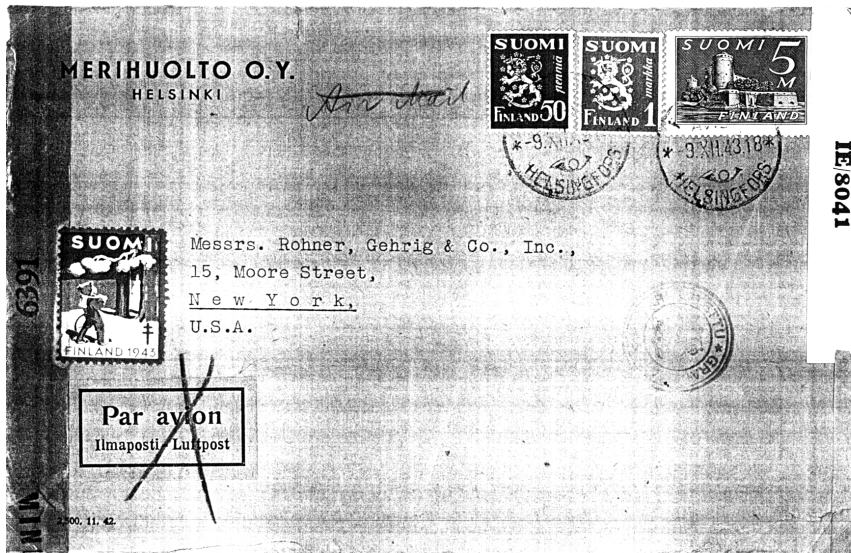 MERIHUOLTO O.Y.
HELSINKI
Air Mail
SUOMI
50 penniä
FINLAND
SUOMI
1 markka
FINLAND
SUOMI
5 M
FINLAND
*-9.XII.
HELSINGFORS
*-9.XII.43.18*
HELSINGFORS
IE/8041
6391
SUOMI
FINLAND 1943
Messrs. Rohner, Gehrig & Co., Inc.,
15, Moore Street,
New York,
U.S.A.
Par avion
Ilmaposti - Luftpost
11. 42.